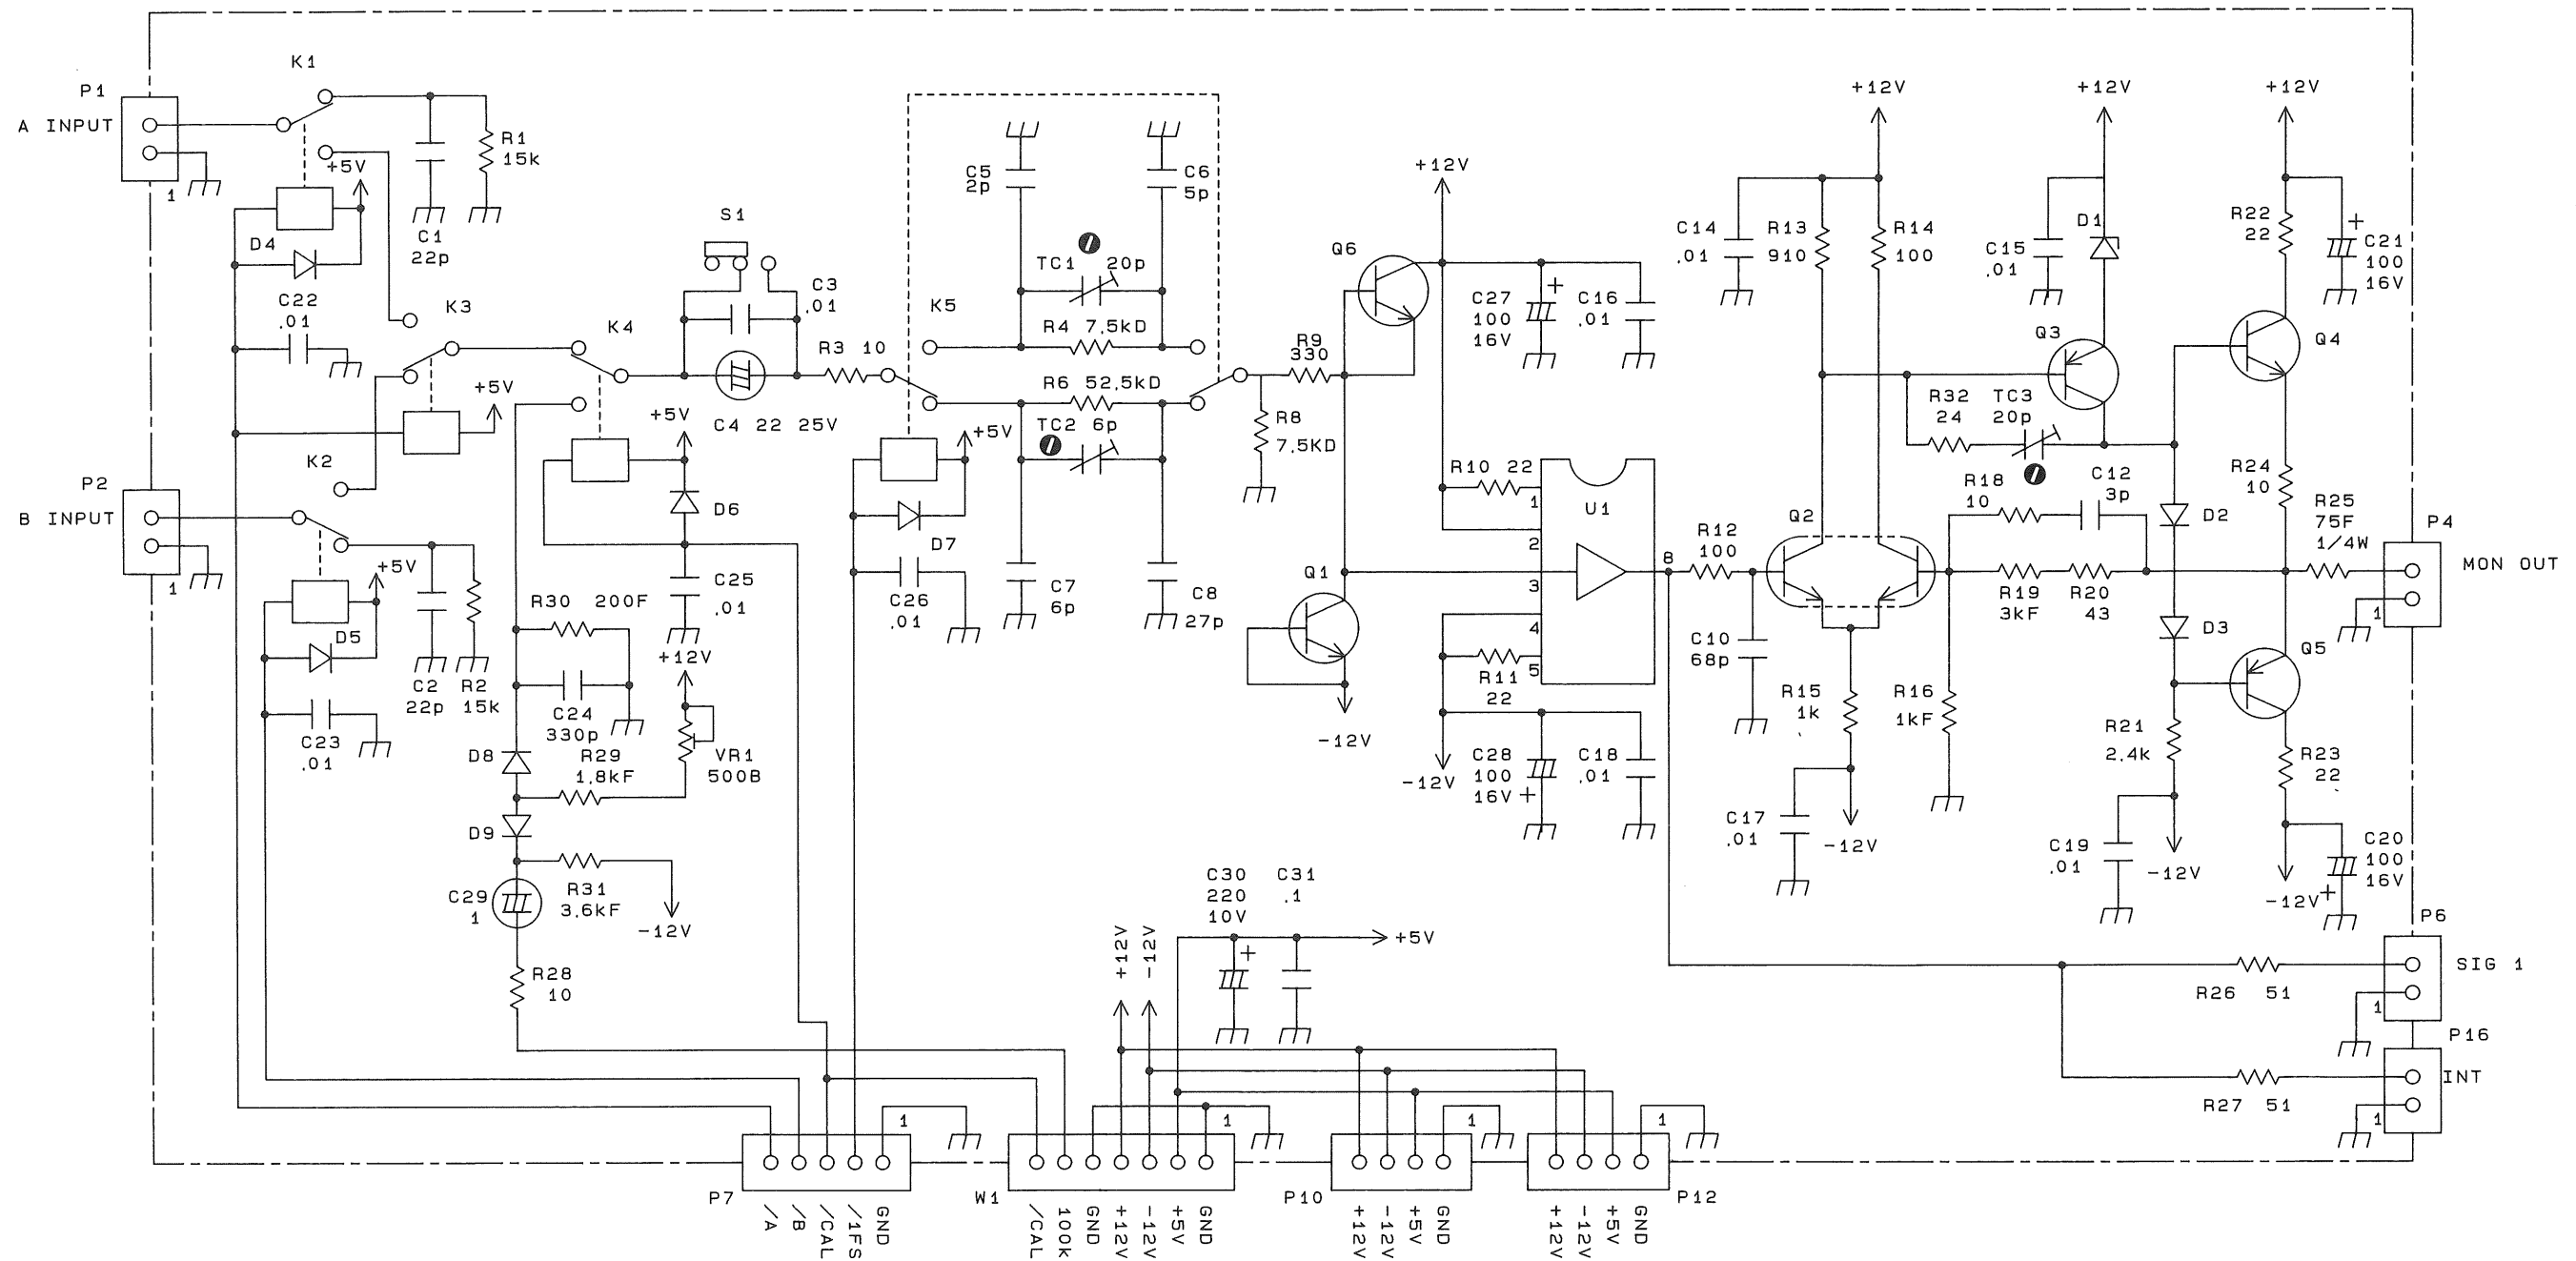 K1
P1
A INPUT
1
R1
15k
+5V
C1
22p
D4
C22
.01
K3
+5V
K4
K2
P2
B INPUT
1
+5V
D5
C2
22p
R2
15k
C23
.01
S1
C3
.01
R3 10
C4 22 25V
+5V
D6
C25
.01
R30 200F
C24
330p
+12V
VR1
500B
D8
R29
1.8kF
D9
C29
1
R31
3.6kF
-12V
R28
10
K5
C5
2p
C6
5p
TC1 20p
R4 7.5kD
R6 52.5kD
TC2 6p
+5V
D7
C26
.01
C7
6p
C8
27p
R9
330
R8
7.5KD
Q6
+12V
C27
100
16V
+
C16
.01
Q1
-12V
R10 22
U1
1
2
3
4
5
8
R11
22
-12V
C28
100
16V
+
C18
.01
R12
100
C10
68p
+12V
C14
.01
R13
910
R14
100
Q2
R15
1k
C17
.01
-12V
R16
1kF
+12V
D1
C15
.01
Q3
R32
24
TC3
20p
R18
10
C12
3p
R19
3kF
R20
43
D2
D3
R21
2.4k
C19
.01
-12V
+12V
R22
22
+
C21
100
16V
Q4
R24
10
R25
75F
1/4W
P4
MON OUT
1
Q5
R23
22
-12V
+
C20
100
16V
P6
SIG 1
R26 51
1
P16
INT
R27 51
1
C30
220
10V
+
C31
.1
+12V
-12V
+5V
1
P7
/A
/B
/CAL
/1FS
GND
1
W1
/CAL
100k
GND
+12V
-12V
+5V
GND
1
P10
+12V
-12V
+5V
GND
1
P12
+12V
-12V
+5V
GND